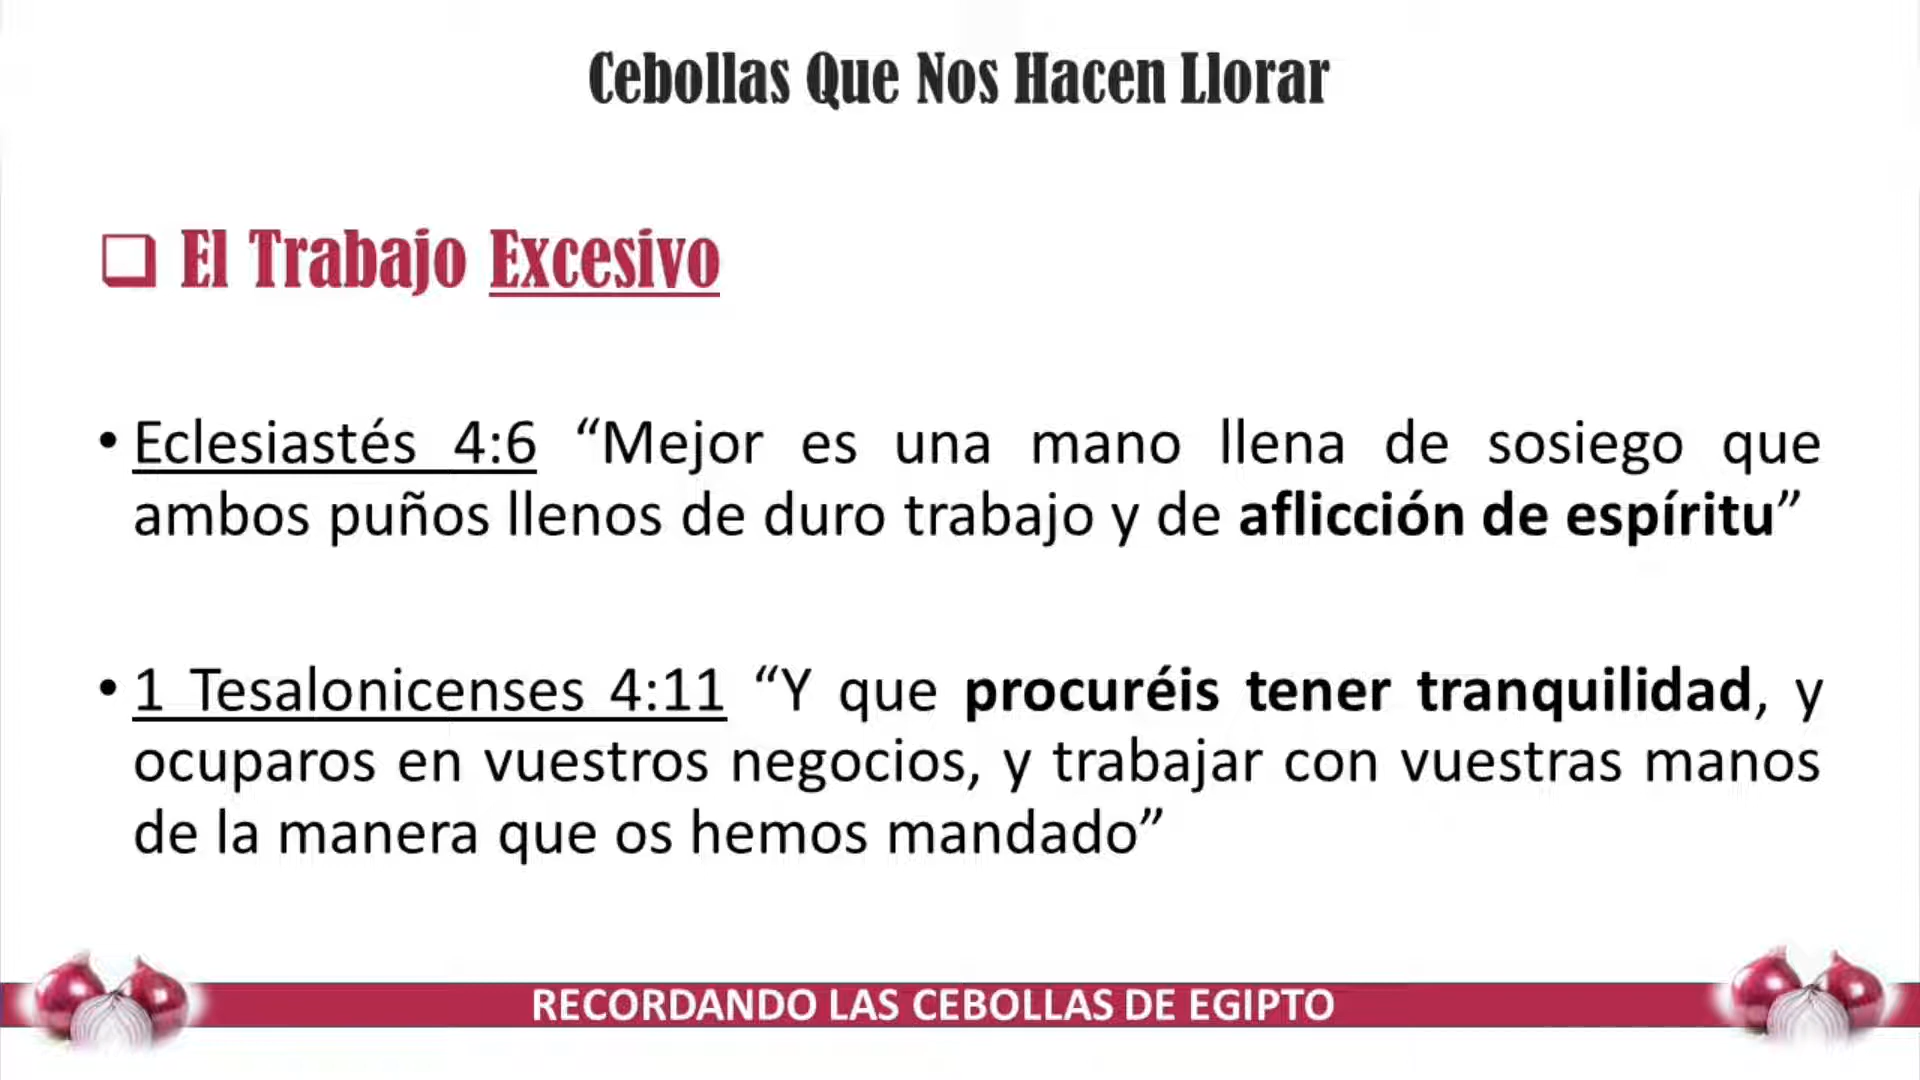 Cebollas Que Nos Hacen Llorar
El Trabajo Excesivo
• Eclesiastés 4:6 “Mejor es una mano llena de sosiego que
ambos puños llenos de duro trabajo y de aflicción de espíritu”
• 1 Tesalonicenses 4:11 “Y que procuréis tener tranquilidad, y
ocuparos en vuestros negocios, y trabajar con vuestras manos
de la manera que os hemos mandado”
RECORDANDO LAS CEBOLLAS DE EGIPTO